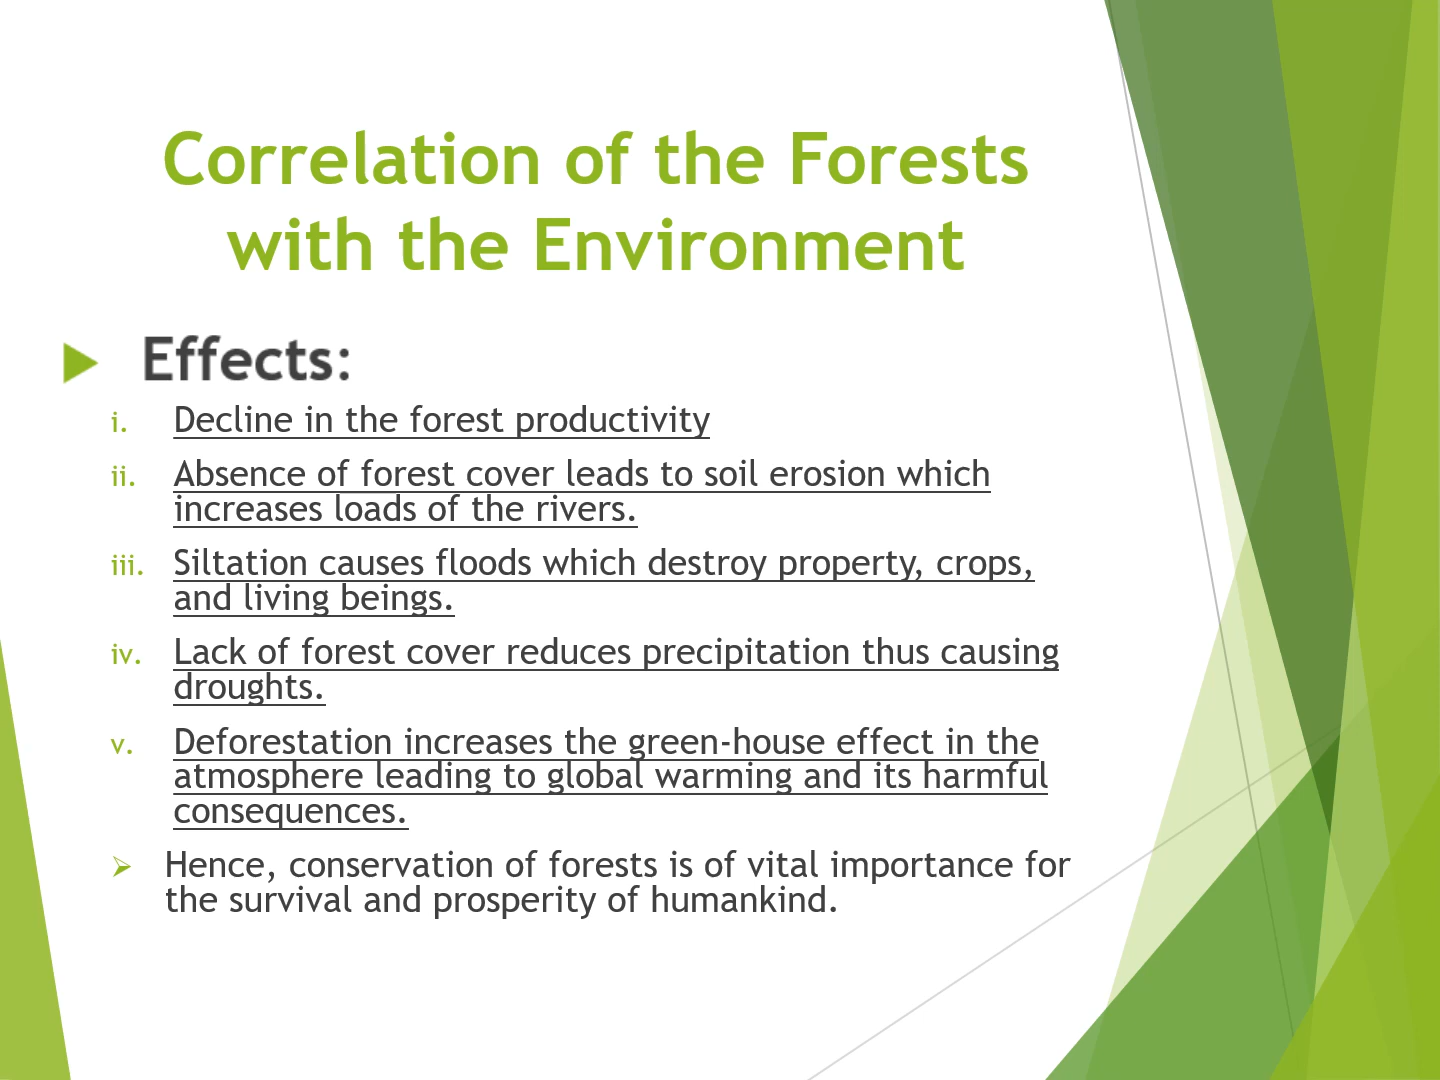 Correlation of the Forests
with the Environment
Effects:
i. Decline in the forest productivity
ii. Absence of forest cover leads to soil erosion which
increases loads of the rivers.
iii. Siltation causes floods which destroy property, crops,
and living beings.
iv. Lack of forest cover reduces precipitation thus causing
droughts.
v. Deforestation increases the green-house effect in the
atmosphere leading to global warming and its harmful
consequences.
Hence, conservation of forests is of vital importance for
the survival and prosperity of humankind.